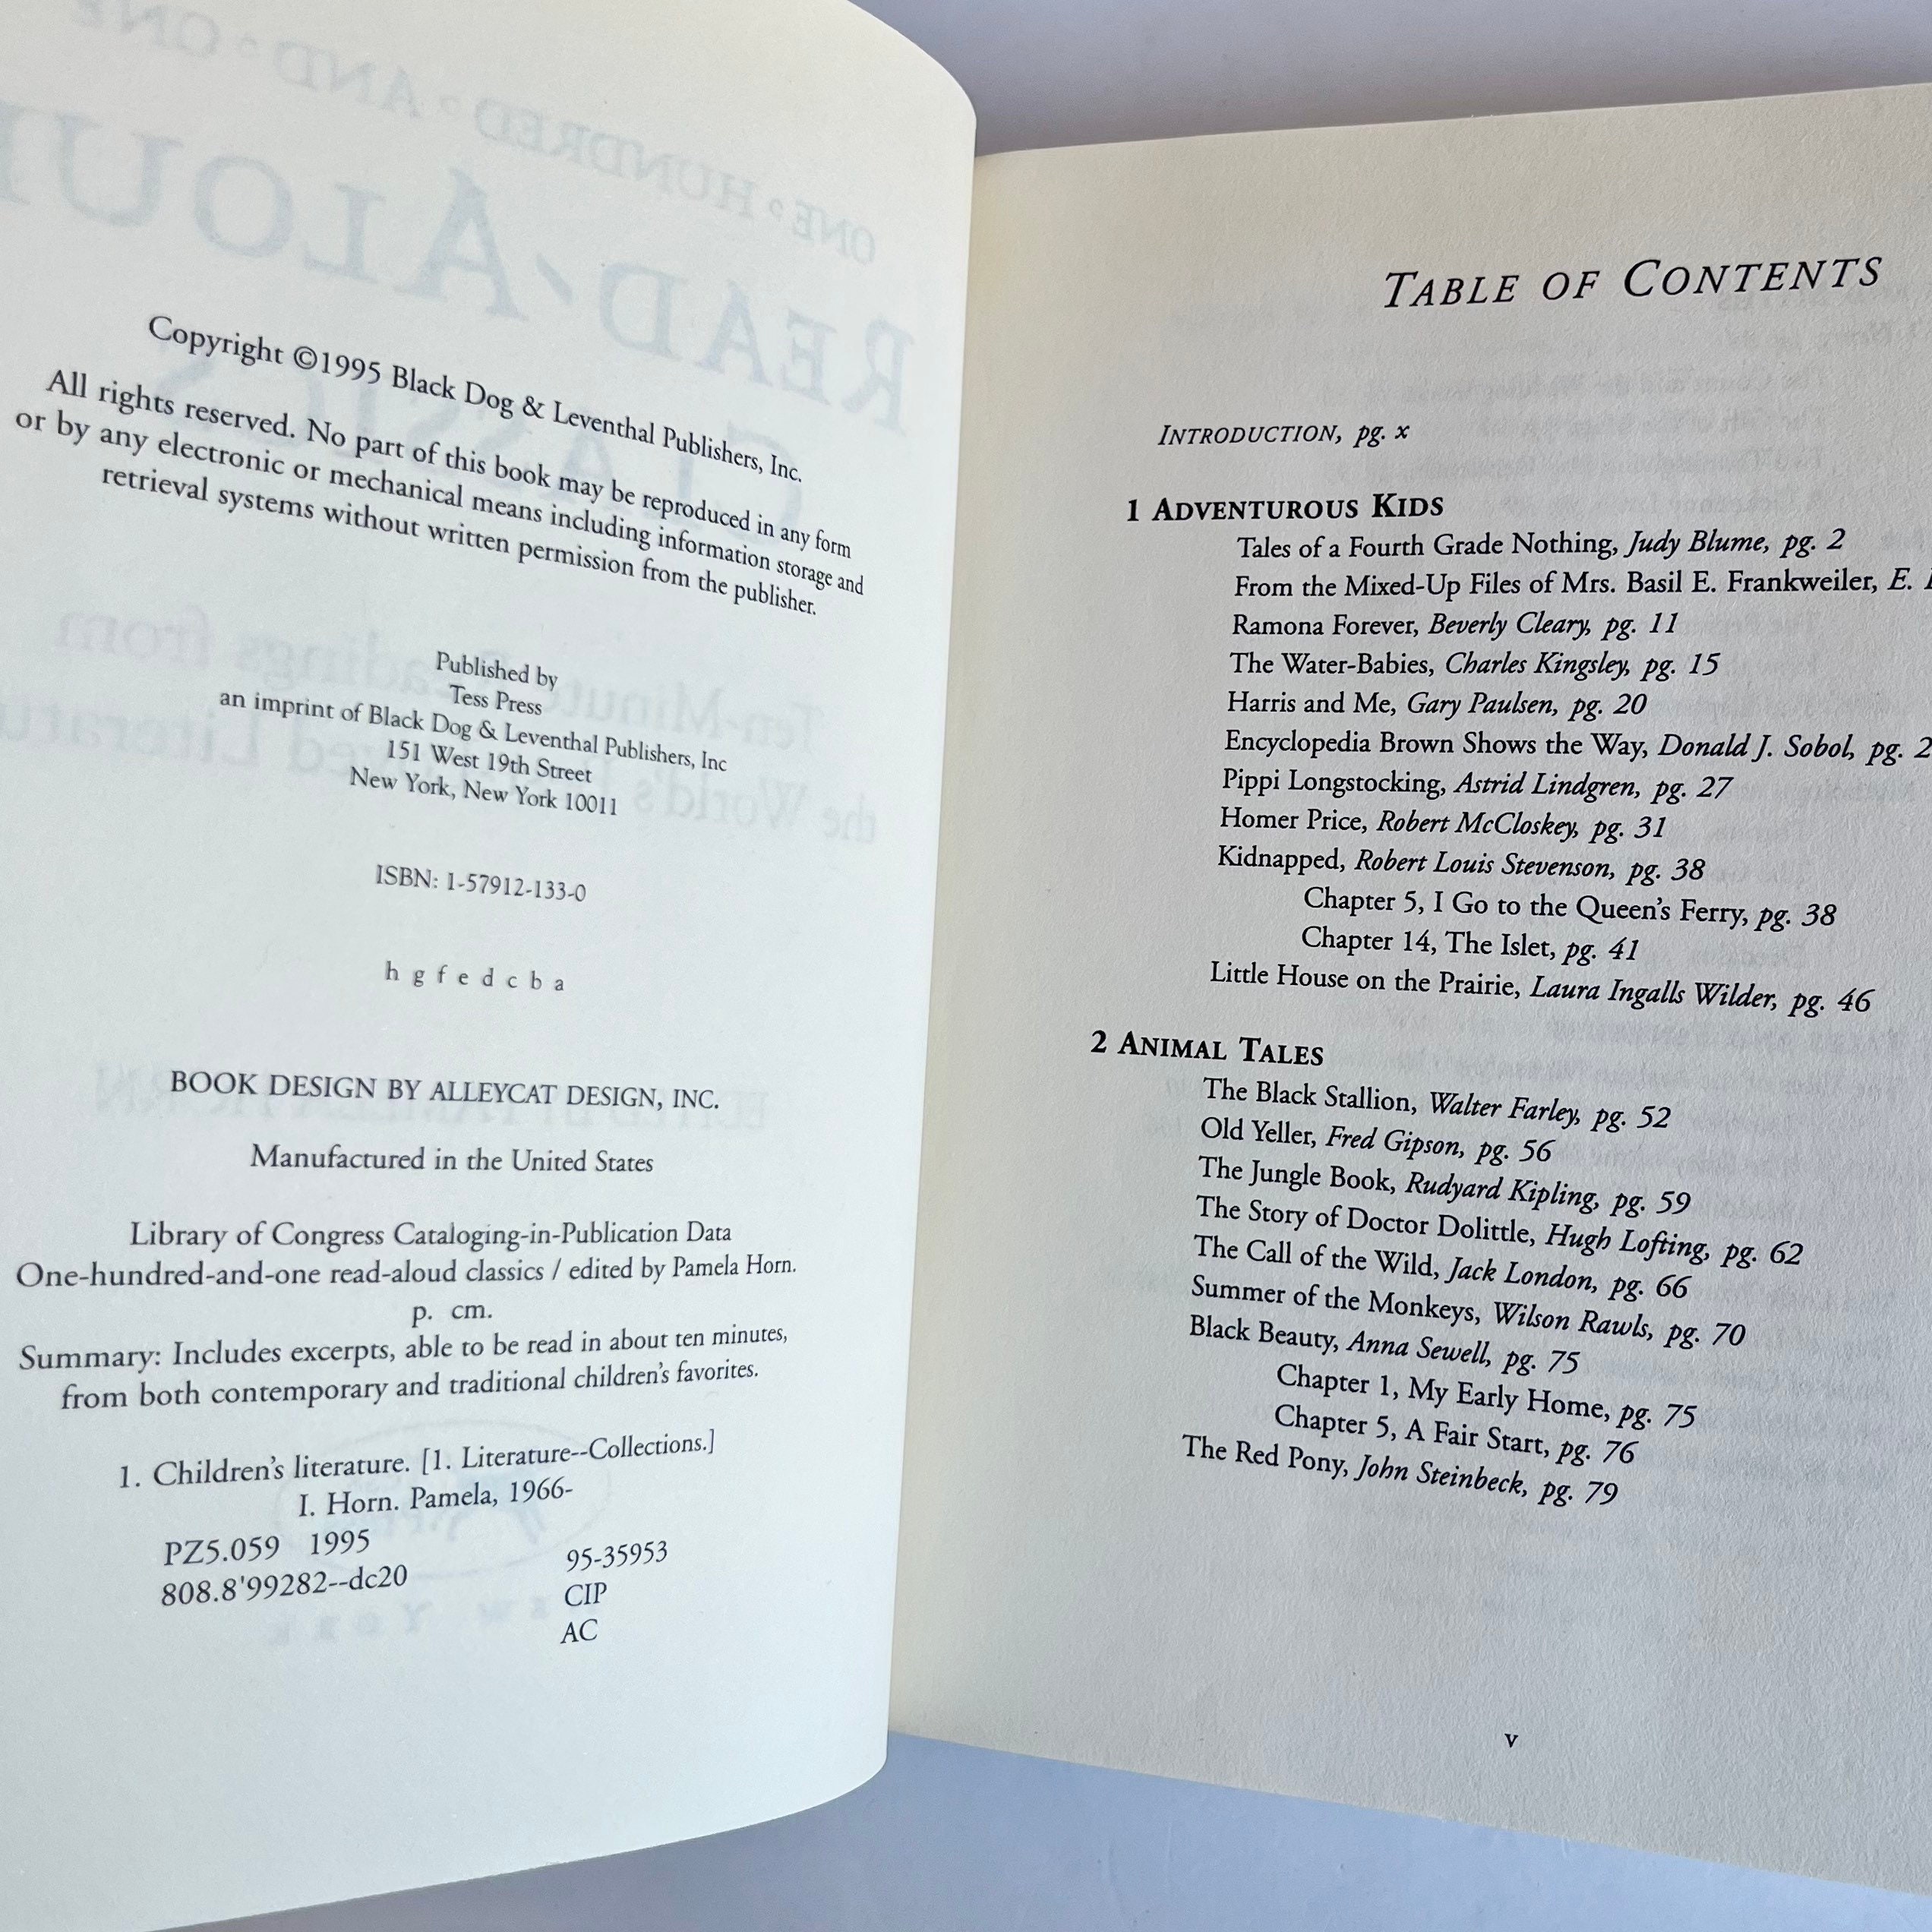 Copyright ©1995 Black Dog & Leventhal Publishers, Inc.
All rights reserved. No part of this book may be reproduced in any form
or by any electronic or mechanical means including information storage and
retrieval systems without written permission from the publisher.
Published by
Tess Press
an imprint of Black Dog & Leventhal Publishers, Inc
151 West 19th Street
New York, New York 10011
ISBN: 1-57912-133-0
h g f e d c b a
BOOK DESIGN BY ALLEYCAT DESIGN, INC.
Manufactured in the United States
Library of Congress Cataloging-in-Publication Data
One-hundred-and-one read-aloud classics / edited by Pamela Horn.
p. cm.
Summary: Includes excerpts, able to be read in about ten minutes,
from both contemporary and traditional children's favorites.
1. Children's literature. [1. Literature--Collections.]
I. Horn. Pamela, 1966-
PZ5.059 1995
808.8'99282--dc20
95-35953
CIP
AC
TABLE OF CONTENTS
INTRODUCTION, pg. x
1 ADVENTUROUS KIDS
Tales of a Fourth Grade Nothing, Judy Blume, pg. 2
From the Mixed-Up Files of Mrs. Basil E. Frankweiler, E.
Ramona Forever, Beverly Cleary, pg. 11
The Water-Babies, Charles Kingsley, pg. 15
Harris and Me, Gary Paulsen, pg. 20
Encyclopedia Brown Shows the Way, Donald J. Sobol, pg. 2
Pippi Longstocking, Astrid Lindgren, pg. 27
Homer Price, Robert McCloskey, pg. 31
Kidnapped, Robert Louis Stevenson, pg. 38
Chapter 5, I Go to the Queen's Ferry, pg. 38
Chapter 14, The Islet, pg. 41
Little House on the Prairie, Laura Ingalls Wilder, pg. 46
2 ANIMAL TALES
The Black Stallion, Walter Farley, pg. 52
Old Yeller, Fred Gipson, pg. 56
The Jungle Book, Rudyard Kipling, pg. 59
The Story of Doctor Dolittle, Hugh Lofting, pg. 62
The Call of the Wild, Jack London, pg. 66
Summer of the Monkeys, Wilson Rawls, pg. 70
Black Beauty, Anna Sewell, pg. 75
Chapter 1, My Early Home, pg. 75
Chapter 5, A Fair Start, pg. 76
The Red Pony, John Steinbeck, pg. 79
v